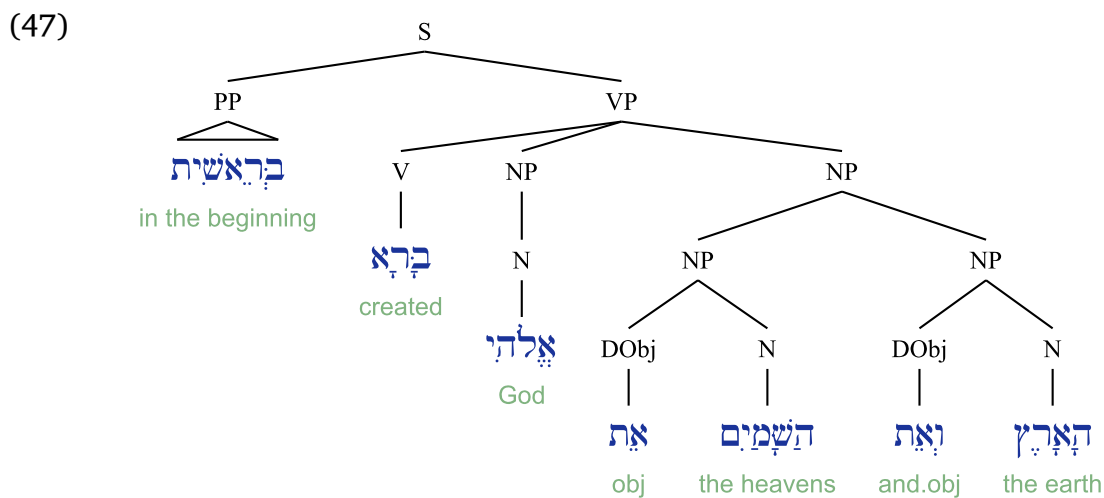 (47)
S
PP VP
בְּרֵאשִׁית V NP NP
in the beginning
בָּרָא N NP NP
created
אֱלֹהִי DObj N DObj N
God
אֵת הַשָּׁמַיִם וְאֵת הָאָרֶץ
obj the heavens and.obj the earth